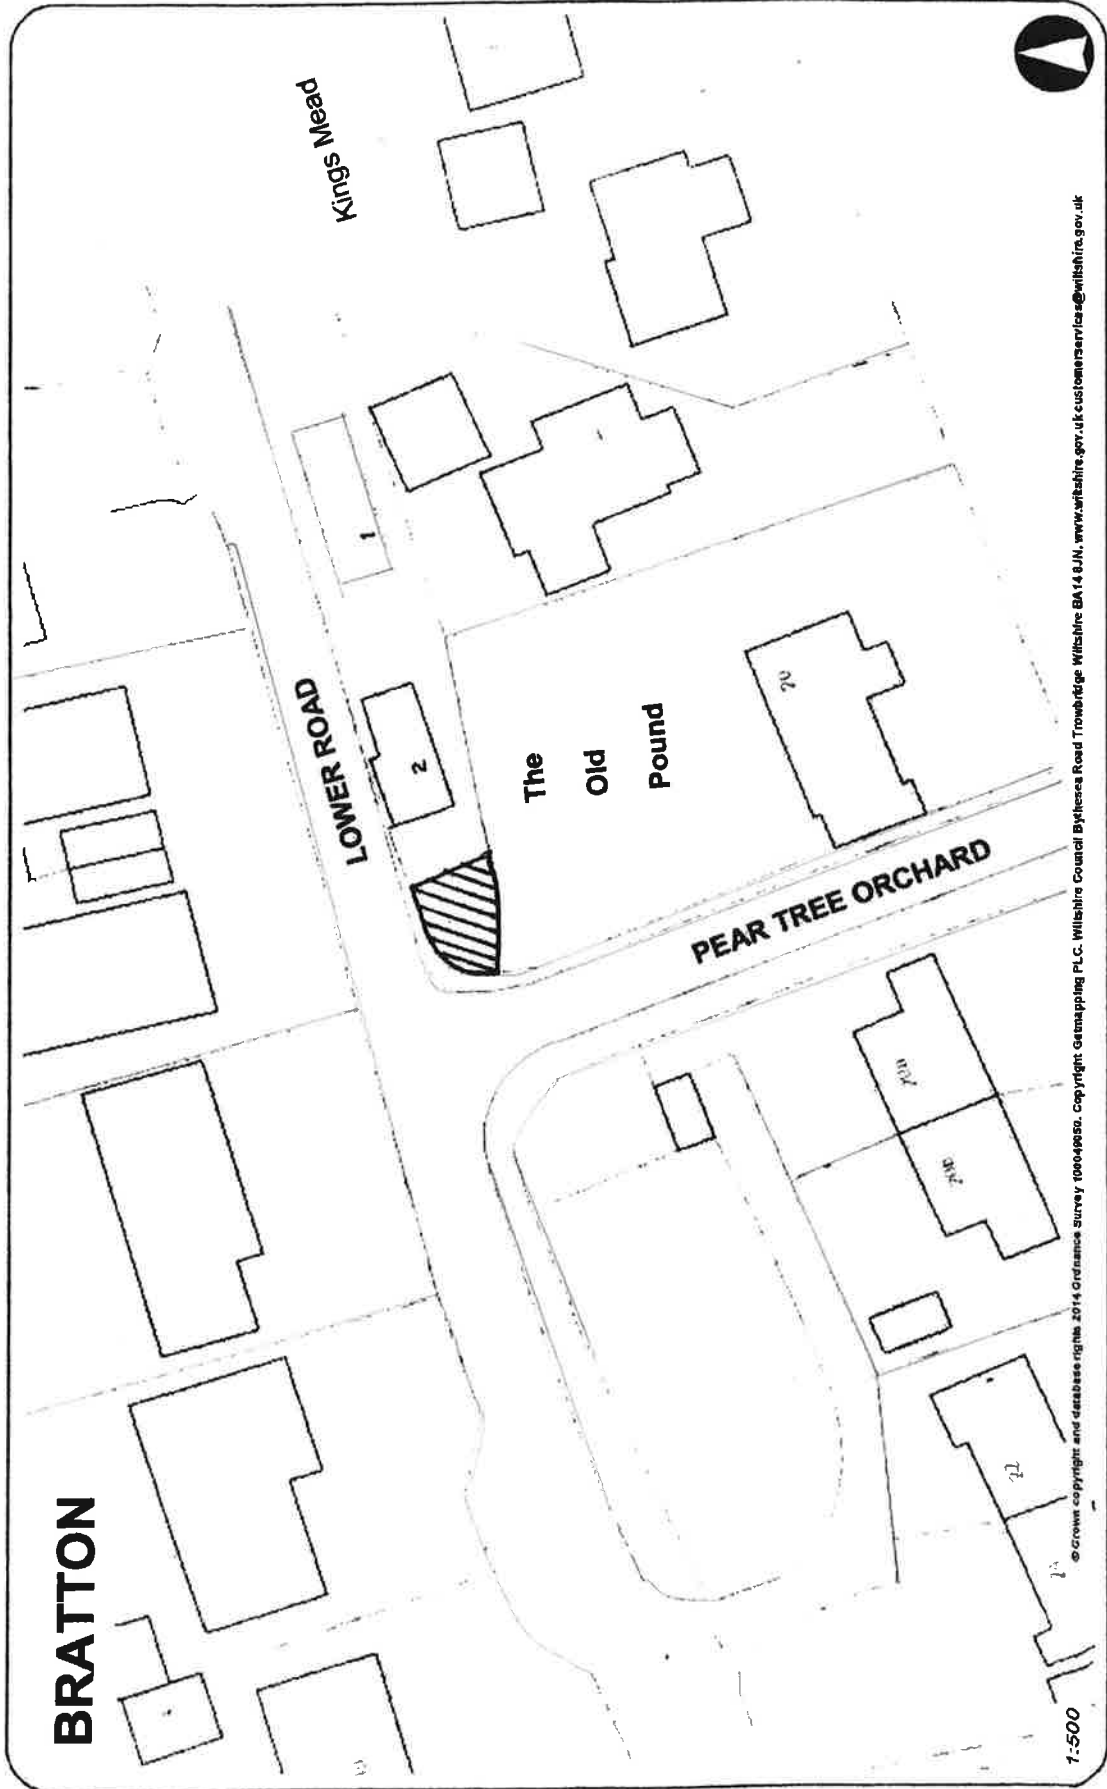 BRATTON
Kings Mead
LOWER ROAD
1
2
The
Old
Pound
20
PEAR TREE ORCHARD
22
1:500
© Crown copyright and database rights 2014 Ordnance Survey 100049050. Copyright Getmapping PLC. Wiltshire Council Bythesea Road Trowbridge Wiltshire BA14 8JN. www.wiltshire.gov.uk customerservices@wiltshire.gov.uk